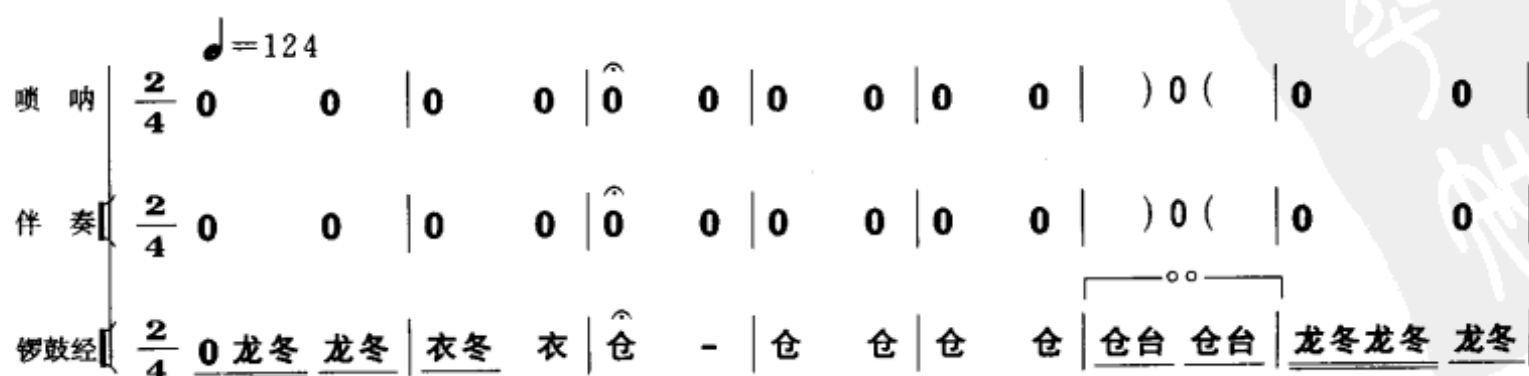 ♩=124
唢 呐 2/4 0 0 | 0 0 | 0 0 | 0 0 | 0 0 | )0( | 0 0
伴 奏 2/4 0 0 | 0 0 | 0 0 | 0 0 | 0 0 | )0( | 0 0
锣鼓经 2/4 0 龙冬 龙冬 | 衣冬 衣 | 仓 - | 仓 仓 | 仓 仓 | 仓台 仓台 | 龙冬龙冬 龙冬